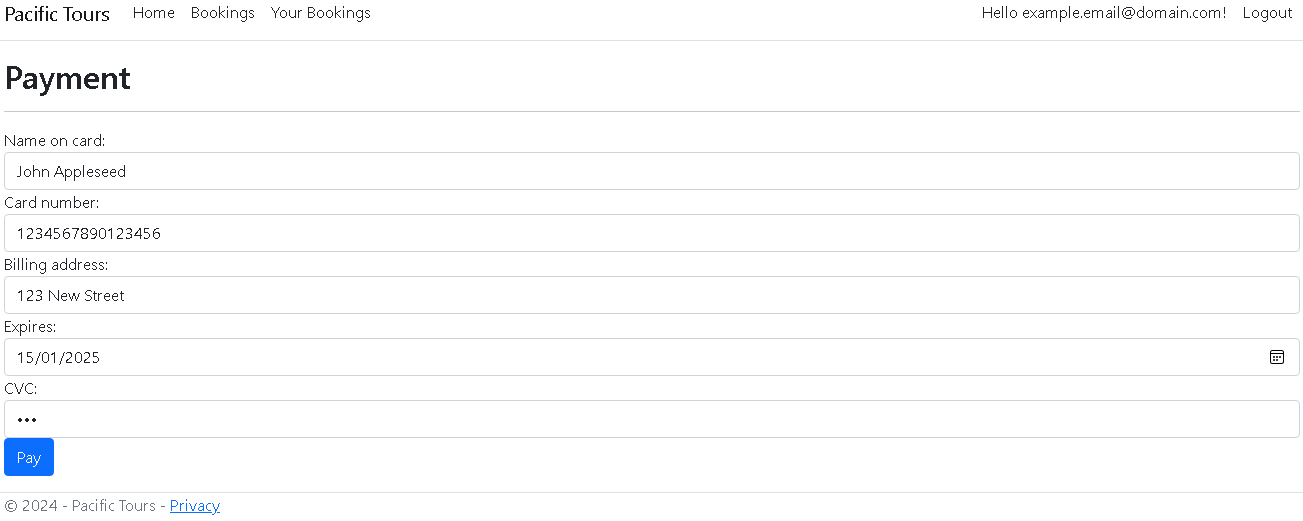 Pacific Tours Home Bookings Your Bookings Hello example.email@domain.com! Logout
Payment
Name on card:
John Appleseed
Card number:
1234567890123456
Billing address:
123 New Street
Expires:
15/01/2025
CVC:
•••
Pay
© 2024 - Pacific Tours - Privacy